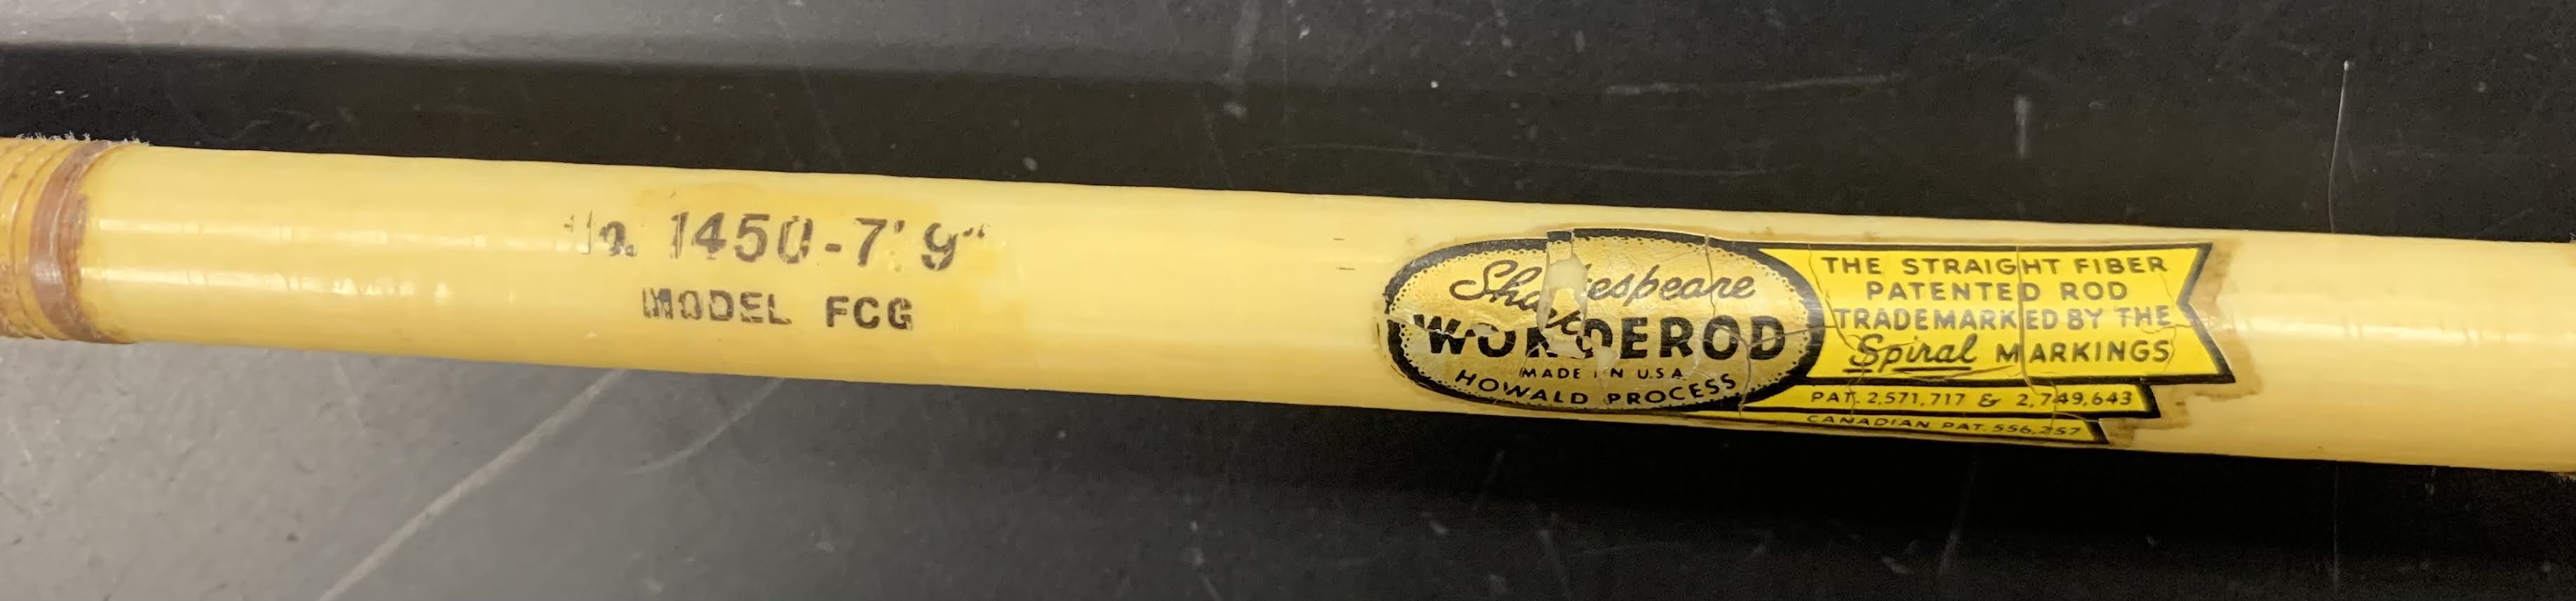 No. 1450-7'9"
MODEL FCG
Shakespeare
WONDEROD
MADE IN U.S.A.
HOWALD PROCESS
THE STRAIGHT FIBER
PATENTED ROD
TRADEMARKED BY THE
Spiral MARKINGS
PAT. 2,571,717 & 2,749,643
CANADIAN PAT. 556,257